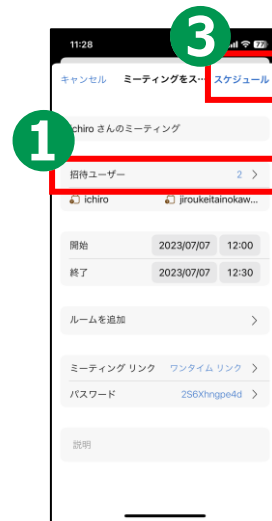 11:28
77
3
キャンセル ミーティングをス… スケジュール
1
ichiro さんのミーティング
招待ユーザー 2
ichiro jiroukeitainokaw...
開始 2023/07/07 12:00
終了 2023/07/07 12:30
ルームを追加
ミーティング リンク ワンタイム リンク
パスワード 2S6Xhngpe4d
説明